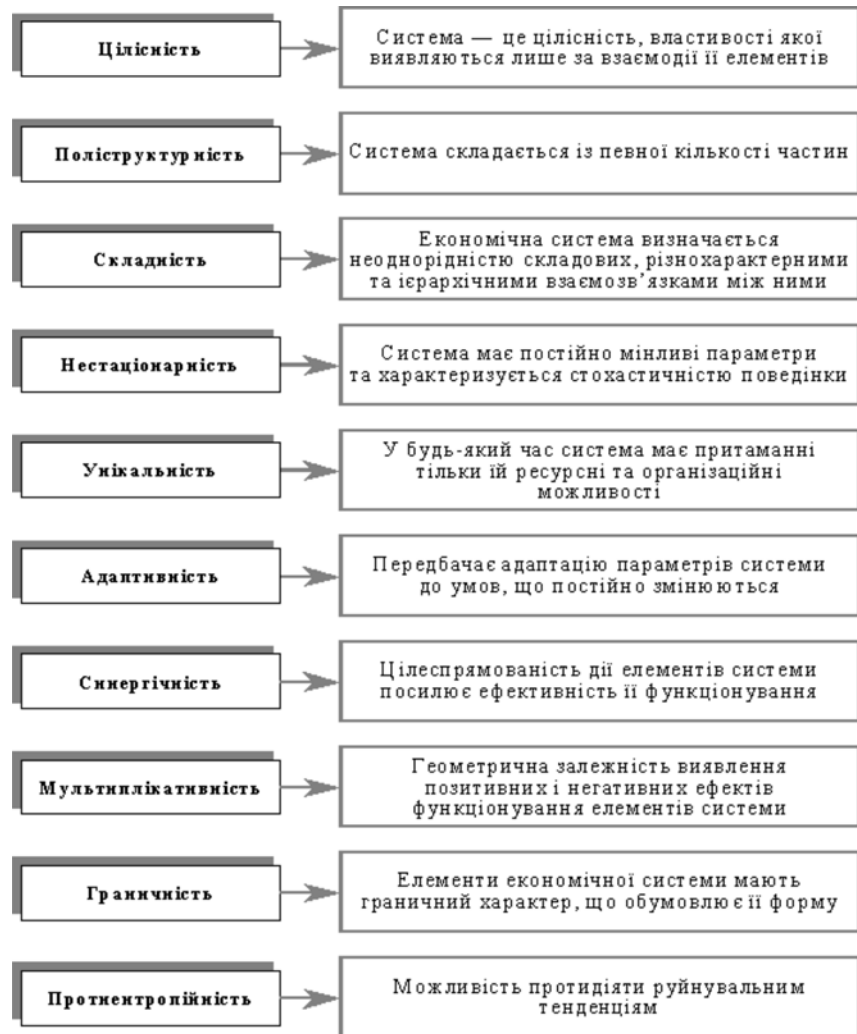 Цілісність
Система — це цілісність, властивості якої
виявляються лише за взаємодії її елементів
Поліструктурність
Система складається із певної кількості частин
Складність
Економічна система визначається
неоднорідністю складових, різнохарактерними
та ієрархічними взаємозв’язками між ними
Нестаціонарність
Система має постійно мінливі параметри
та характеризується стохастичністю поведінки
Унікальність
У будь-який час система має притаманні
тільки їй ресурсні та організаційні
можливості
Адаптивність
Передбачає адаптацію параметрів системи
до умов, що постійно змінюються
Синергічність
Цілеспрямованість дії елементів системи
посилює ефективність її функціонування
Мультиплікативність
Геометрична залежність виявлення
позитивних і негативних ефектів
функціонування елементів системи
Граничність
Елементи економічної системи мають
граничний характер, що обумовлює її форму
Протиентропійність
Можливість протидіяти руйнувальним
тенденціям